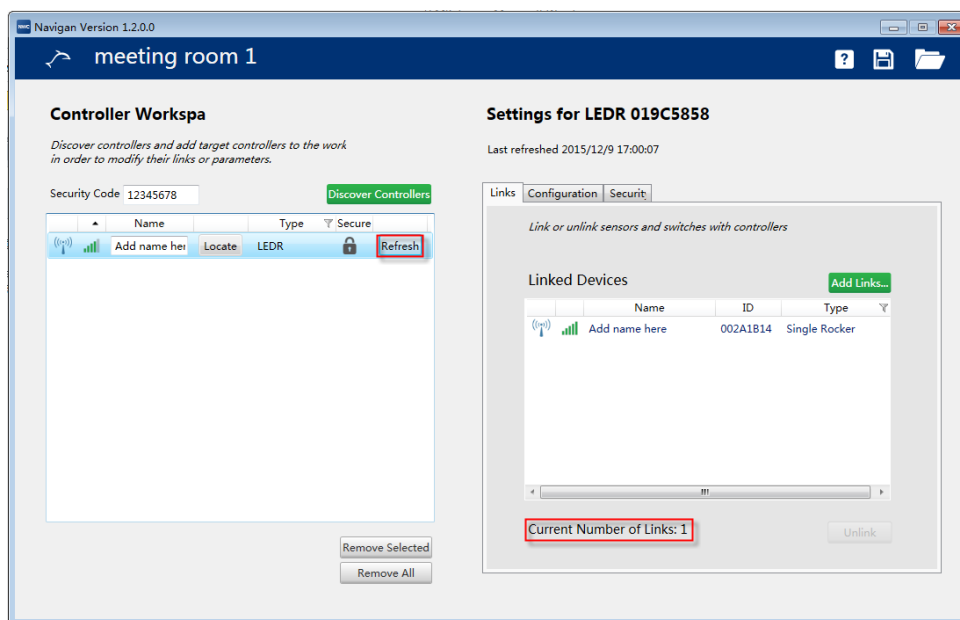 Navigan Version 1.2.0.0
meeting room 1
?
Controller Workspa
Discover controllers and add target controllers to the work
in order to modify their links or parameters.
Security Code 12345678 Discover Controllers
Name Type Secure
Add name her Locate LEDR Refresh
Remove Selected
Remove All
Settings for LEDR 019C5858
Last refreshed 2015/12/9 17:00:07
Links Configuration Security
Link or unlink sensors and switches with controllers
Linked Devices Add Links...
Name ID Type
Add name here 002A1B14 Single Rocker
Current Number of Links: 1 Unlink